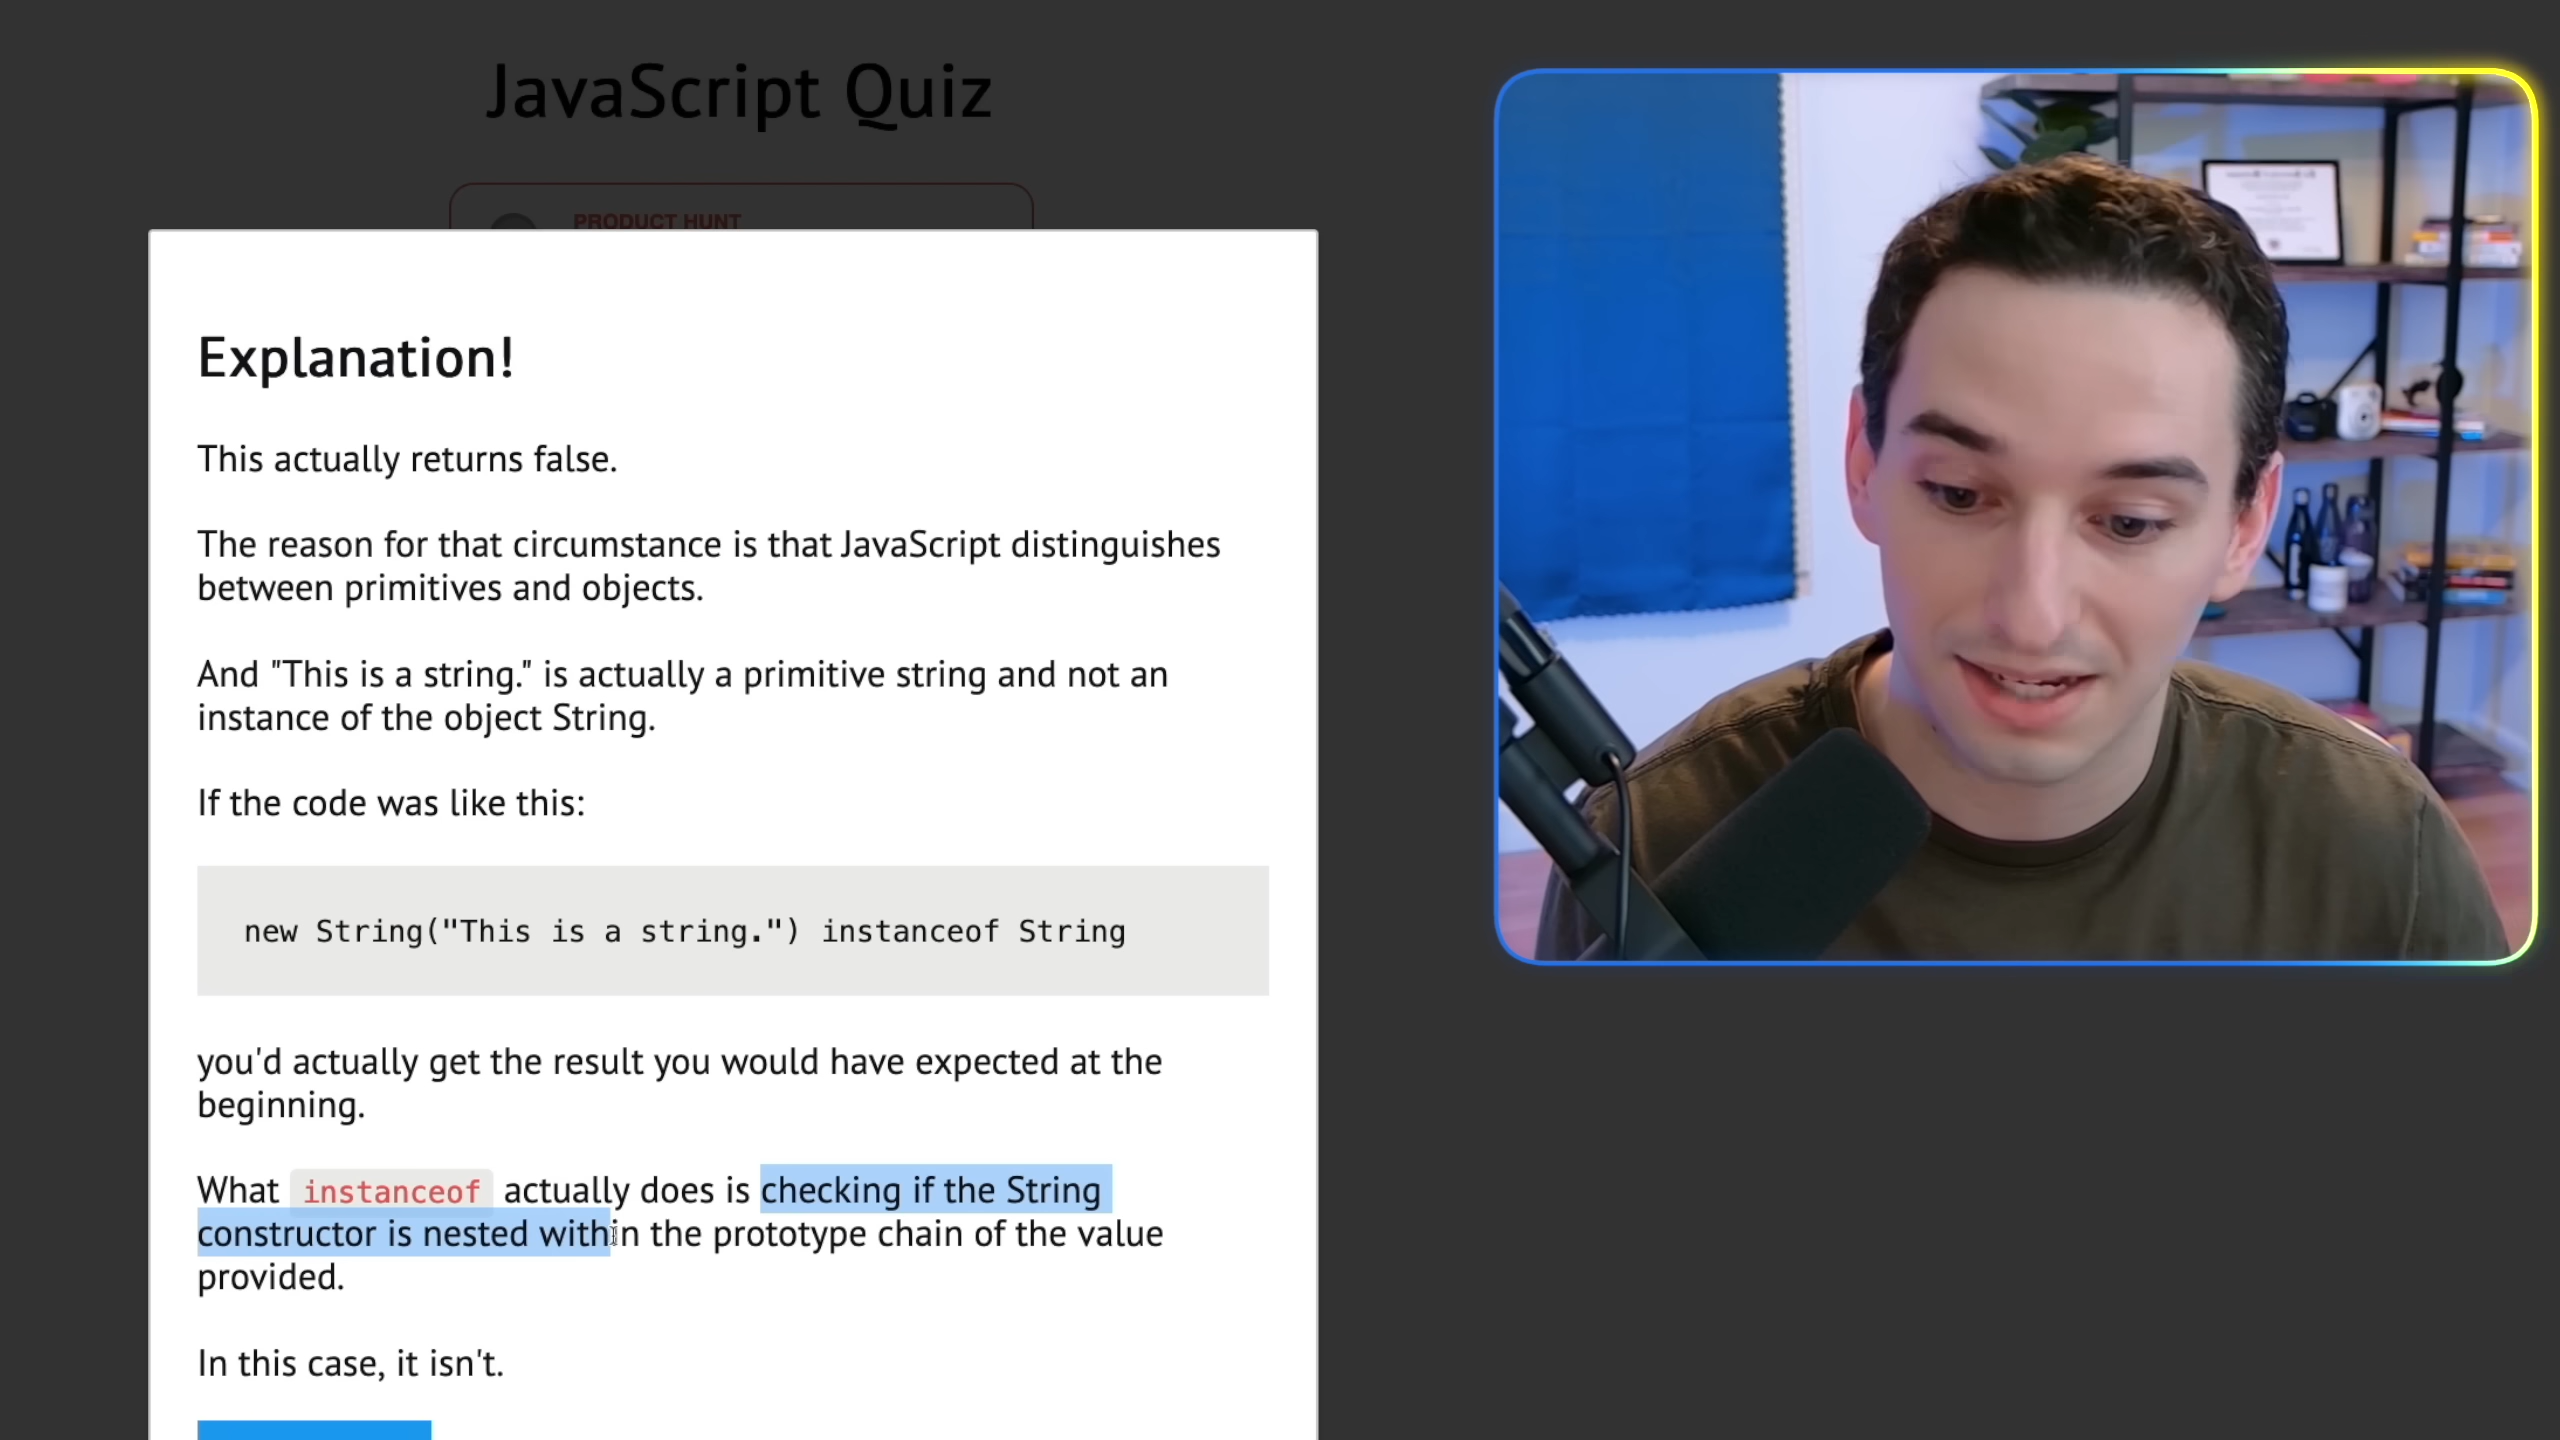 JavaScript Quiz
PRODUCT HUNT
Explanation!
This actually returns false.
The reason for that circumstance is that JavaScript distinguishes
between primitives and objects.
And "This is a string." is actually a primitive string and not an
instance of the object String.
If the code was like this:
new String("This is a string.") instanceof String
you'd actually get the result you would have expected at the
beginning.
What instanceof actually does is checking if the String
constructor is nested within the prototype chain of the value
provided.
In this case, it isn't.